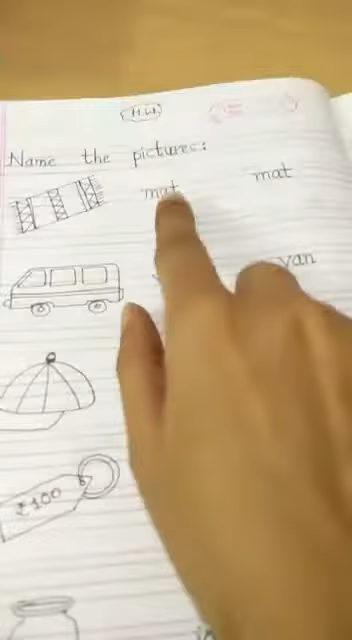 H.W.
Name the pictures:
mat mat
van
₹100